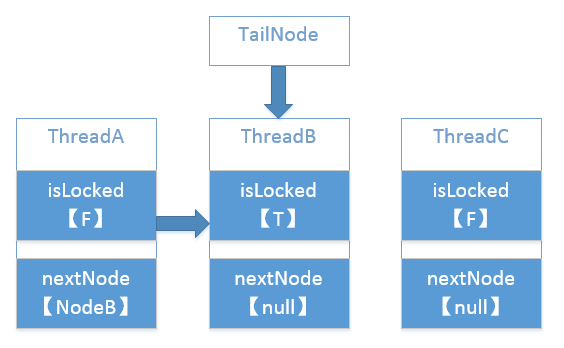 TailNode
ThreadA
isLocked
【F】
nextNode
【NodeB】
ThreadB
isLocked
【T】
nextNode
【null】
ThreadC
isLocked
【F】
nextNode
【null】